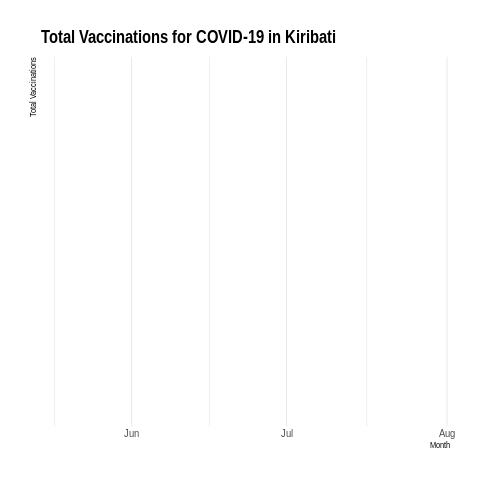 Total Vaccinations for COVID-19 in Kiribati
Total Vaccinations
Jun Jul Aug
Month